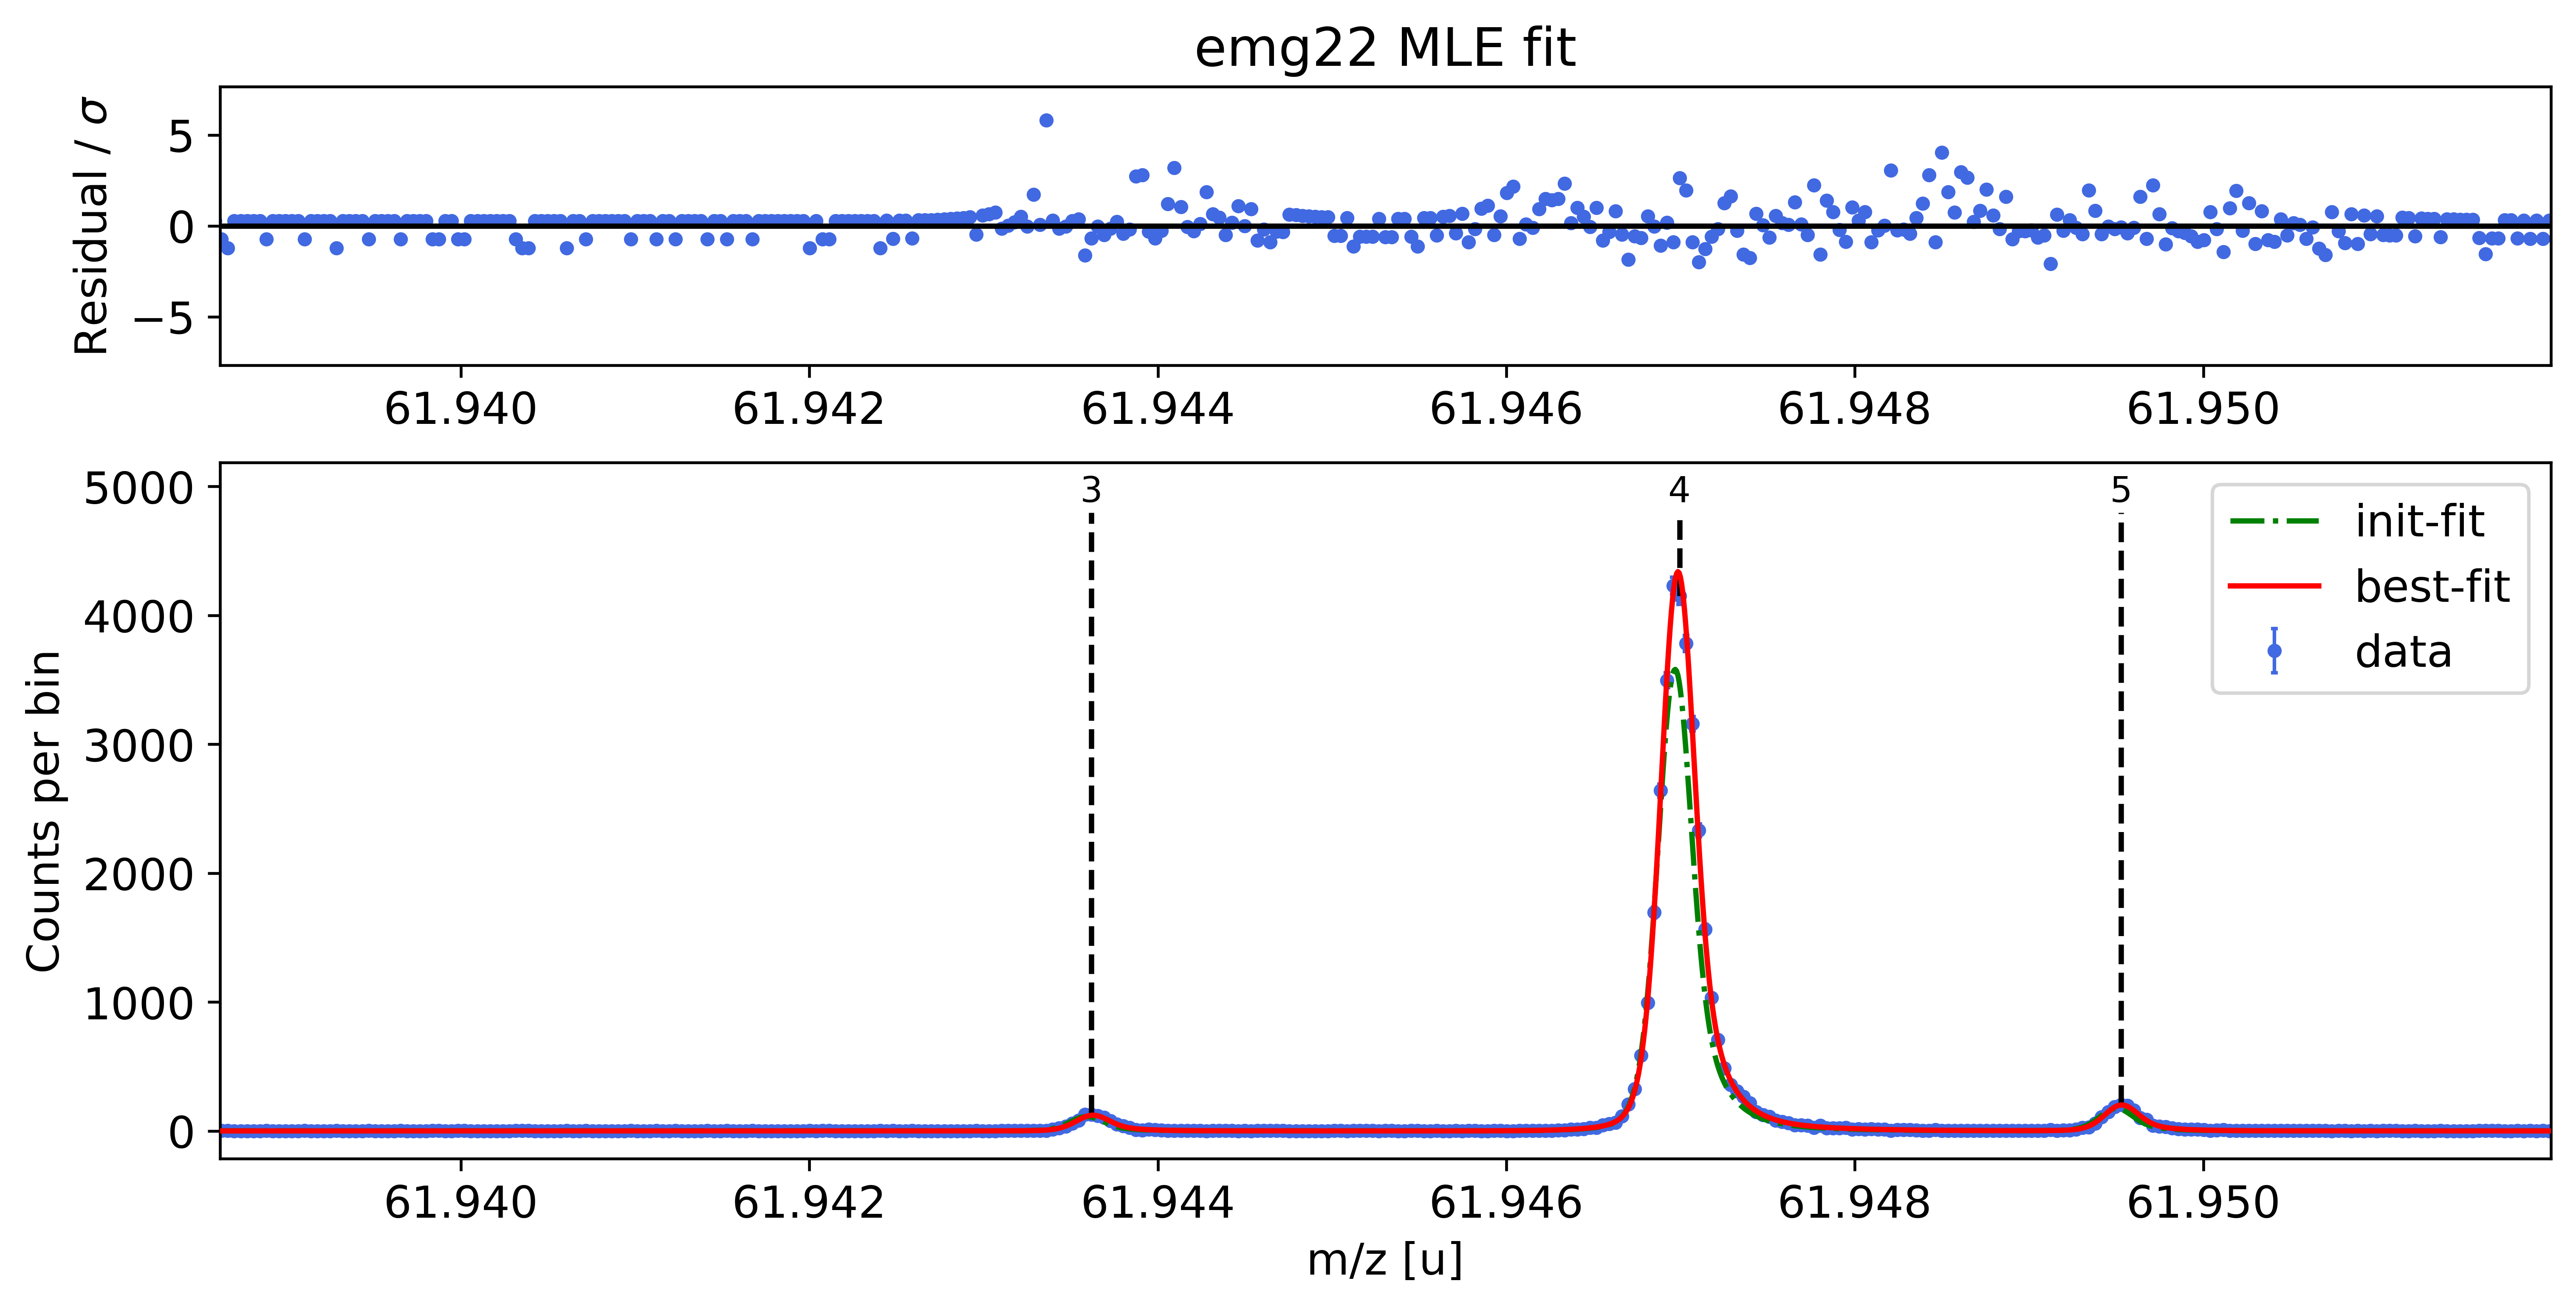 emg22 MLE fit
Residual / σ
5
0
−5
61.940 61.942 61.944 61.946 61.948 61.950
Counts per bin
5000
4000
3000
2000
1000
0
3 4 5
init-fit
best-fit
data
61.940 61.942 61.944 61.946 61.948 61.950
m/z [u]